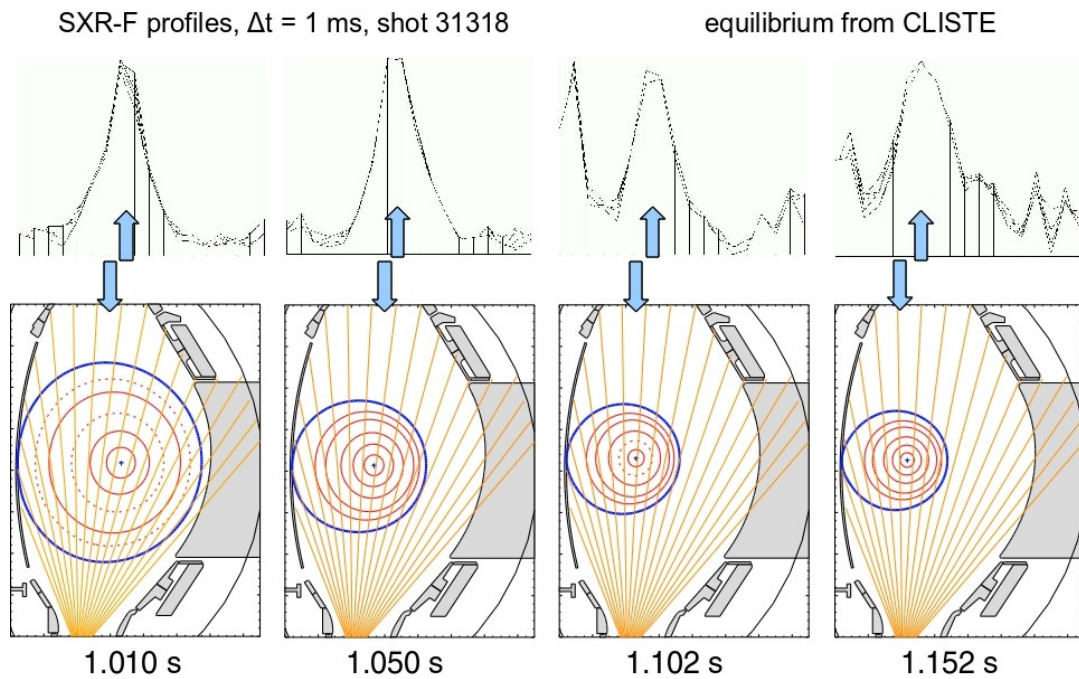 SXR-F profiles, Δt = 1 ms, shot 31318
equilibrium from CLISTE
1.010 s
1.050 s
1.102 s
1.152 s